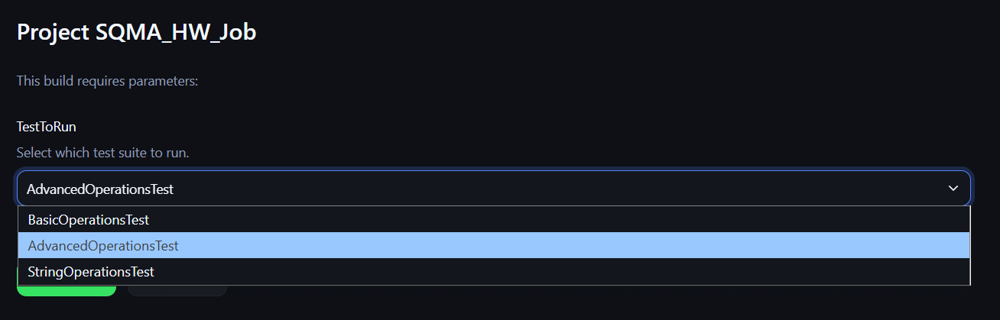 Project SQMA_HW_Job
This build requires parameters:
TestToRun
Select which test suite to run.
AdvancedOperationsTest
BasicOperationsTest
AdvancedOperationsTest
StringOperationsTest